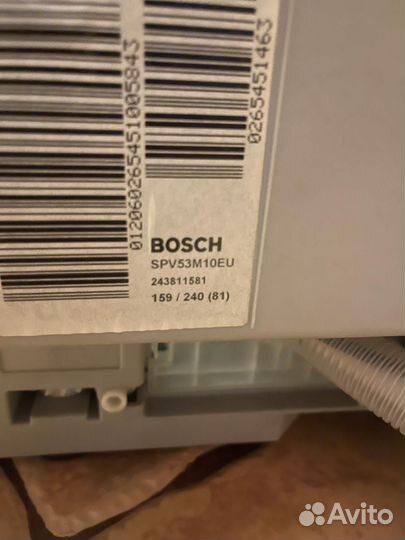 012060265451005843
0265451463
BOSCH
SPV53M10EU
243811581
159 / 240 (81)
Avito